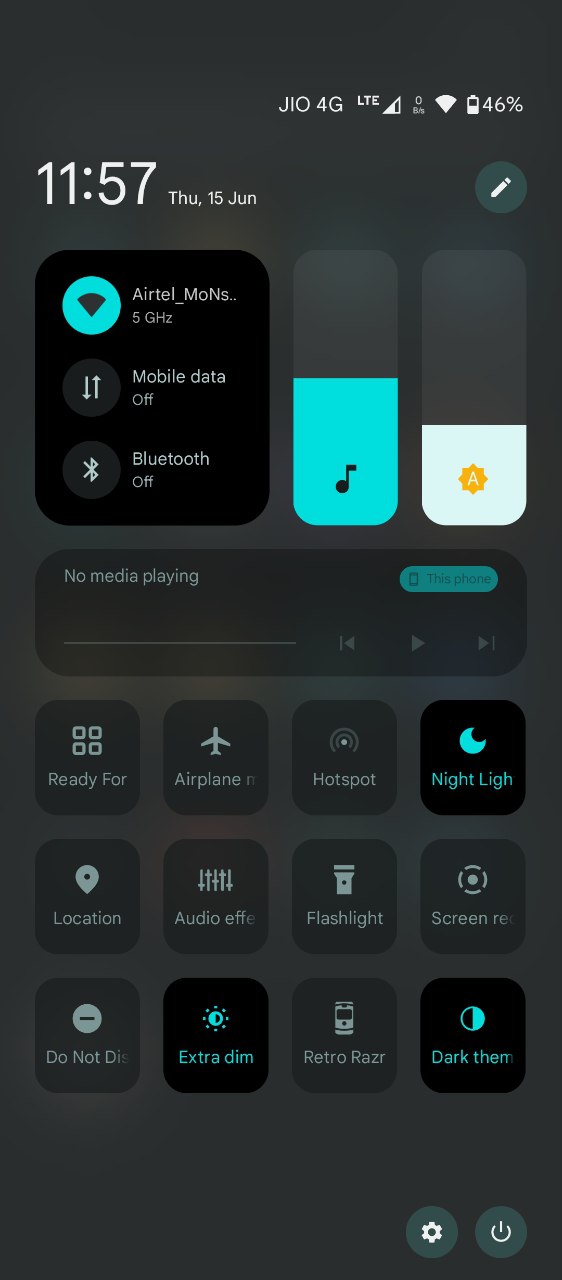 JIO 4G LTE 0 B/s 46%
11:57 Thu, 15 Jun
Airtel_MoNs..
5 GHz
Mobile data
Off
Bluetooth
Off
A
No media playing
This phone
Ready For
Airplane m
Hotspot
Night Ligh
Location
Audio effe
Flashlight
Screen rec
Do Not Dis
Extra dim
Retro Razr
Dark them